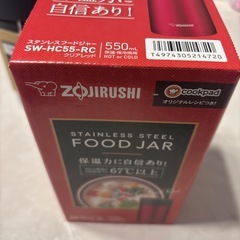 自信あり!
ステンレスフードジャー
SW-HC55-RC
クリアレッド
550mL
保温・保冷兼用
HOT or COLD
T4974305214720
ZOJIRUSHI
cookpad
オリジナルレシピつき!
STAINLESS STEEL
FOOD JAR
保温力に自信あり!
67℃以上